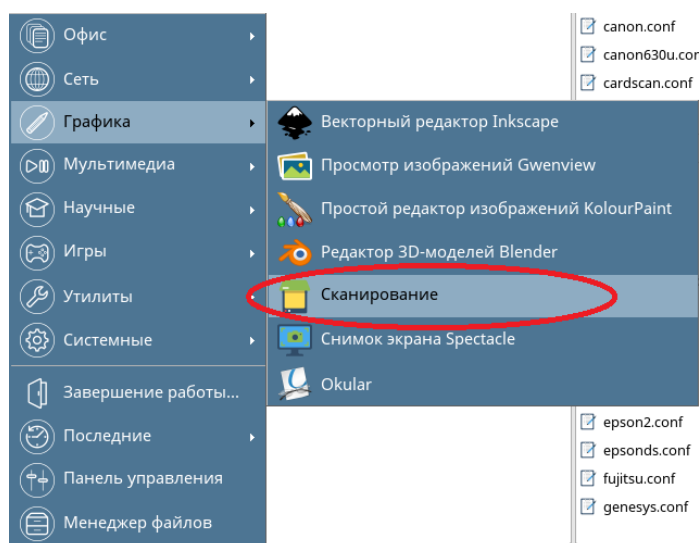 Офис
Сеть
Графика
Мультимедиа
Научные
Игры
Утилиты
Системные
Завершение работы...
Последние
Панель управления
Менеджер файлов
Векторный редактор Inkscape
Просмотр изображений Gwenview
Простой редактор изображений KolourPaint
Редактор 3D-моделей Blender
Сканирование
Снимок экрана Spectacle
Okular
canon.conf
canon630u.con
cardscan.conf
epson2.conf
epsonds.conf
fujitsu.conf
genesys.conf